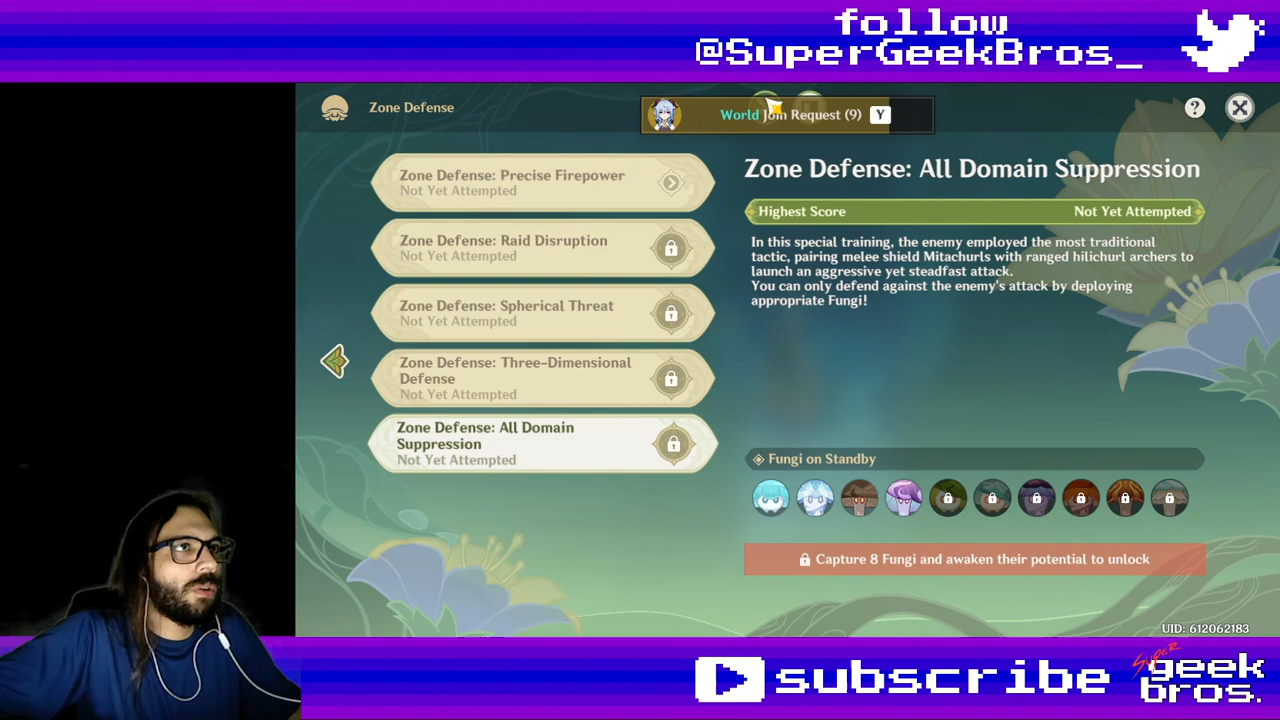 follow
@SuperGeekBros_
Zone Defense
World Join Request (9) Y
?
Zone Defense: Precise Firepower
Not Yet Attempted
Zone Defense: Raid Disruption
Not Yet Attempted
Zone Defense: Spherical Threat
Not Yet Attempted
Zone Defense: Three-Dimensional
Defense
Not Yet Attempted
Zone Defense: All Domain
Suppression
Not Yet Attempted
Zone Defense: All Domain Suppression
Highest Score Not Yet Attempted
In this special training, the enemy employed the most traditional
tactic, pairing melee shield Mitachurls with ranged hilichurl archers to
launch an aggressive yet steadfast attack.
You can only defend against the enemy's attack by deploying
appropriate Fungi!
Fungi on Standby
Capture 8 Fungi and awaken their potential to unlock
UID: 612062183
subscribe
SUPER
geek
bros.